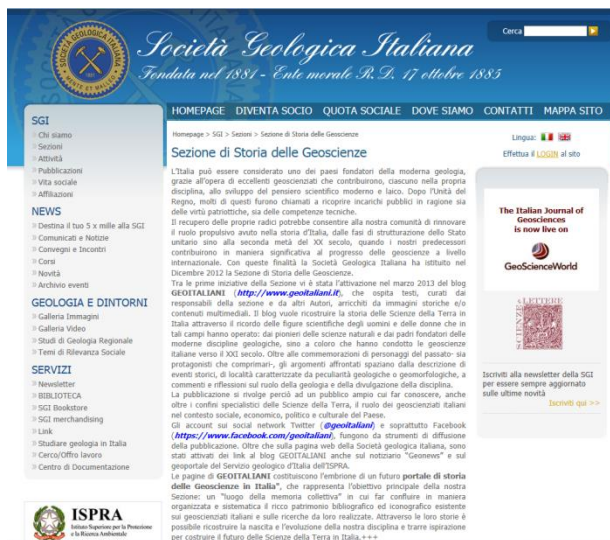 Società Geologica Italiana
Fondata nel 1881 - Ente morale R. D. 17 ottobre 1885
Cerca
HOMEPAGE DIVENTA SOCIO QUOTA SOCIALE DOVE SIAMO CONTATTI MAPPA SITO
SGI
Chi siamo
Sezioni
Attività
Pubblicazioni
Vita sociale
Affiliazioni
NEWS
Destina il tuo 5 x mille alla SGI
Comunicati e Notizie
Convegni e Incontri
Corsi
Novità
Archivio eventi
GEOLOGIA E DINTORNI
Galleria Immagini
Galleria Video
Studi di Geologia Regionale
Temi di Rilevanza Sociale
SERVIZI
Newsletter
BIBLIOTECA
SGI Bookstore
SGI merchandising
Link
Studiare geologia in Italia
Cerco/Offro lavoro
Centro di Documentazione
ISPRA
Istituto Superiore per la Protezione
e la Ricerca Ambientale
Homepage > SGI > Sezioni > Sezione di Storia delle Geoscienze
Sezione di Storia delle Geoscienze
L'Italia può essere considerato uno dei paesi fondatori della moderna geologia,
grazie all'opera di eccellenti geoscienziati che contribuirono, ciascuno nella propria
disciplina, allo sviluppo del pensiero scientifico moderno e laico. Dopo l'Unità del
Regno, molti di questi furono chiamati a ricoprire incarichi pubblici in ragione sia
delle virtù patriottiche, sia delle competenze tecniche.
Il recupero delle proprie radici potrebbe consentire alla nostra comunità di rinnovare
il ruolo propulsivo avuto nella storia d'Italia, dalle fasi di strutturazione dello Stato
unitario sino alla seconda metà del XX secolo, quando i nostri predecessori
contribuirono in maniera significativa al progresso delle geoscienze a livello
internazionale. Con queste finalità la Società Geologica Italiana ha istituito nel
Dicembre 2012 la Sezione di Storia delle Geoscienze.
Tra le prime iniziative della Sezione vi è stata l'attivazione nel marzo 2013 del blog
GEOITALIANI (http://www.geoitaliani.it), che ospita testi, curati dai
responsabili della sezione e da altri Autori, arricchiti da immagini storiche e/o
contenuti multimediali. Il blog vuole ricostruire la storia delle Scienze della Terra in
Italia attraverso il ricordo delle figure scientifiche degli uomini e delle donne che in
tali campi hanno operato: dai pionieri delle scienze naturali e dai padri fondatori delle
moderne discipline geologiche, sino a coloro che hanno condotto le geoscienze
italiane verso il XXI secolo. Oltre alle commemorazioni di personaggi del passato- sia
protagonisti che comprimari-, gli argomenti affrontati spaziano dalla descrizione di
eventi storici, di località caratterizzate da peculiarità geologiche o geomorfologiche, a
commenti e riflessioni sul ruolo della geologia e della divulgazione della disciplina.
La pubblicazione si rivolge perciò ad un pubblico ampio cui far conoscere, anche
oltre i confini specialistici delle Scienze della Terra, il ruolo dei geoscienziati italiani
nel contesto sociale, economico, politico e culturale del Paese.
Gli account sui social network Twitter (@geoitaliani) e soprattutto Facebook
(https://www.facebook.com/geoitaliani), fungono da strumenti di diffusione
della pubblicazione. Oltre che sulla pagina web della Società geologica italiana, sono
stati attivati dei link al blog GEOITALIANI anche sul notiziario "Geonews" e sul
geoportale del Servizio geologico d'Italia dell'ISPRA.
Le pagine di GEOITALIANI costituiscono l'embrione di un futuro portale di storia
delle Geoscienze in Italia", che rappresenta l'obiettivo principale della nostra
Sezione: un "luogo della memoria colletiva" in cui far confluire in maniera
organizzata e sistematica il ricco patrimonio bibliografico ed iconografico esistente
sui geoscienziati italiani e sulle ricerche da loro realizzate. Attraverso le loro storie è
possibile ricostruire la nascita e l'evoluzione della nostra disciplina e trarre ispirazione
per costruire il futuro delle Scienze della Terra in Italia.+++
Lingua:
Effettua il LOGIN al sito
The Italian Journal of
Geosciences
is now live on
GeoScienceWorld
SCIENZE
LETTERE
Iscriviti alla newsletter della SGI
per essere sempre aggiornato
sulle ultime novità
Iscriviti qui >>